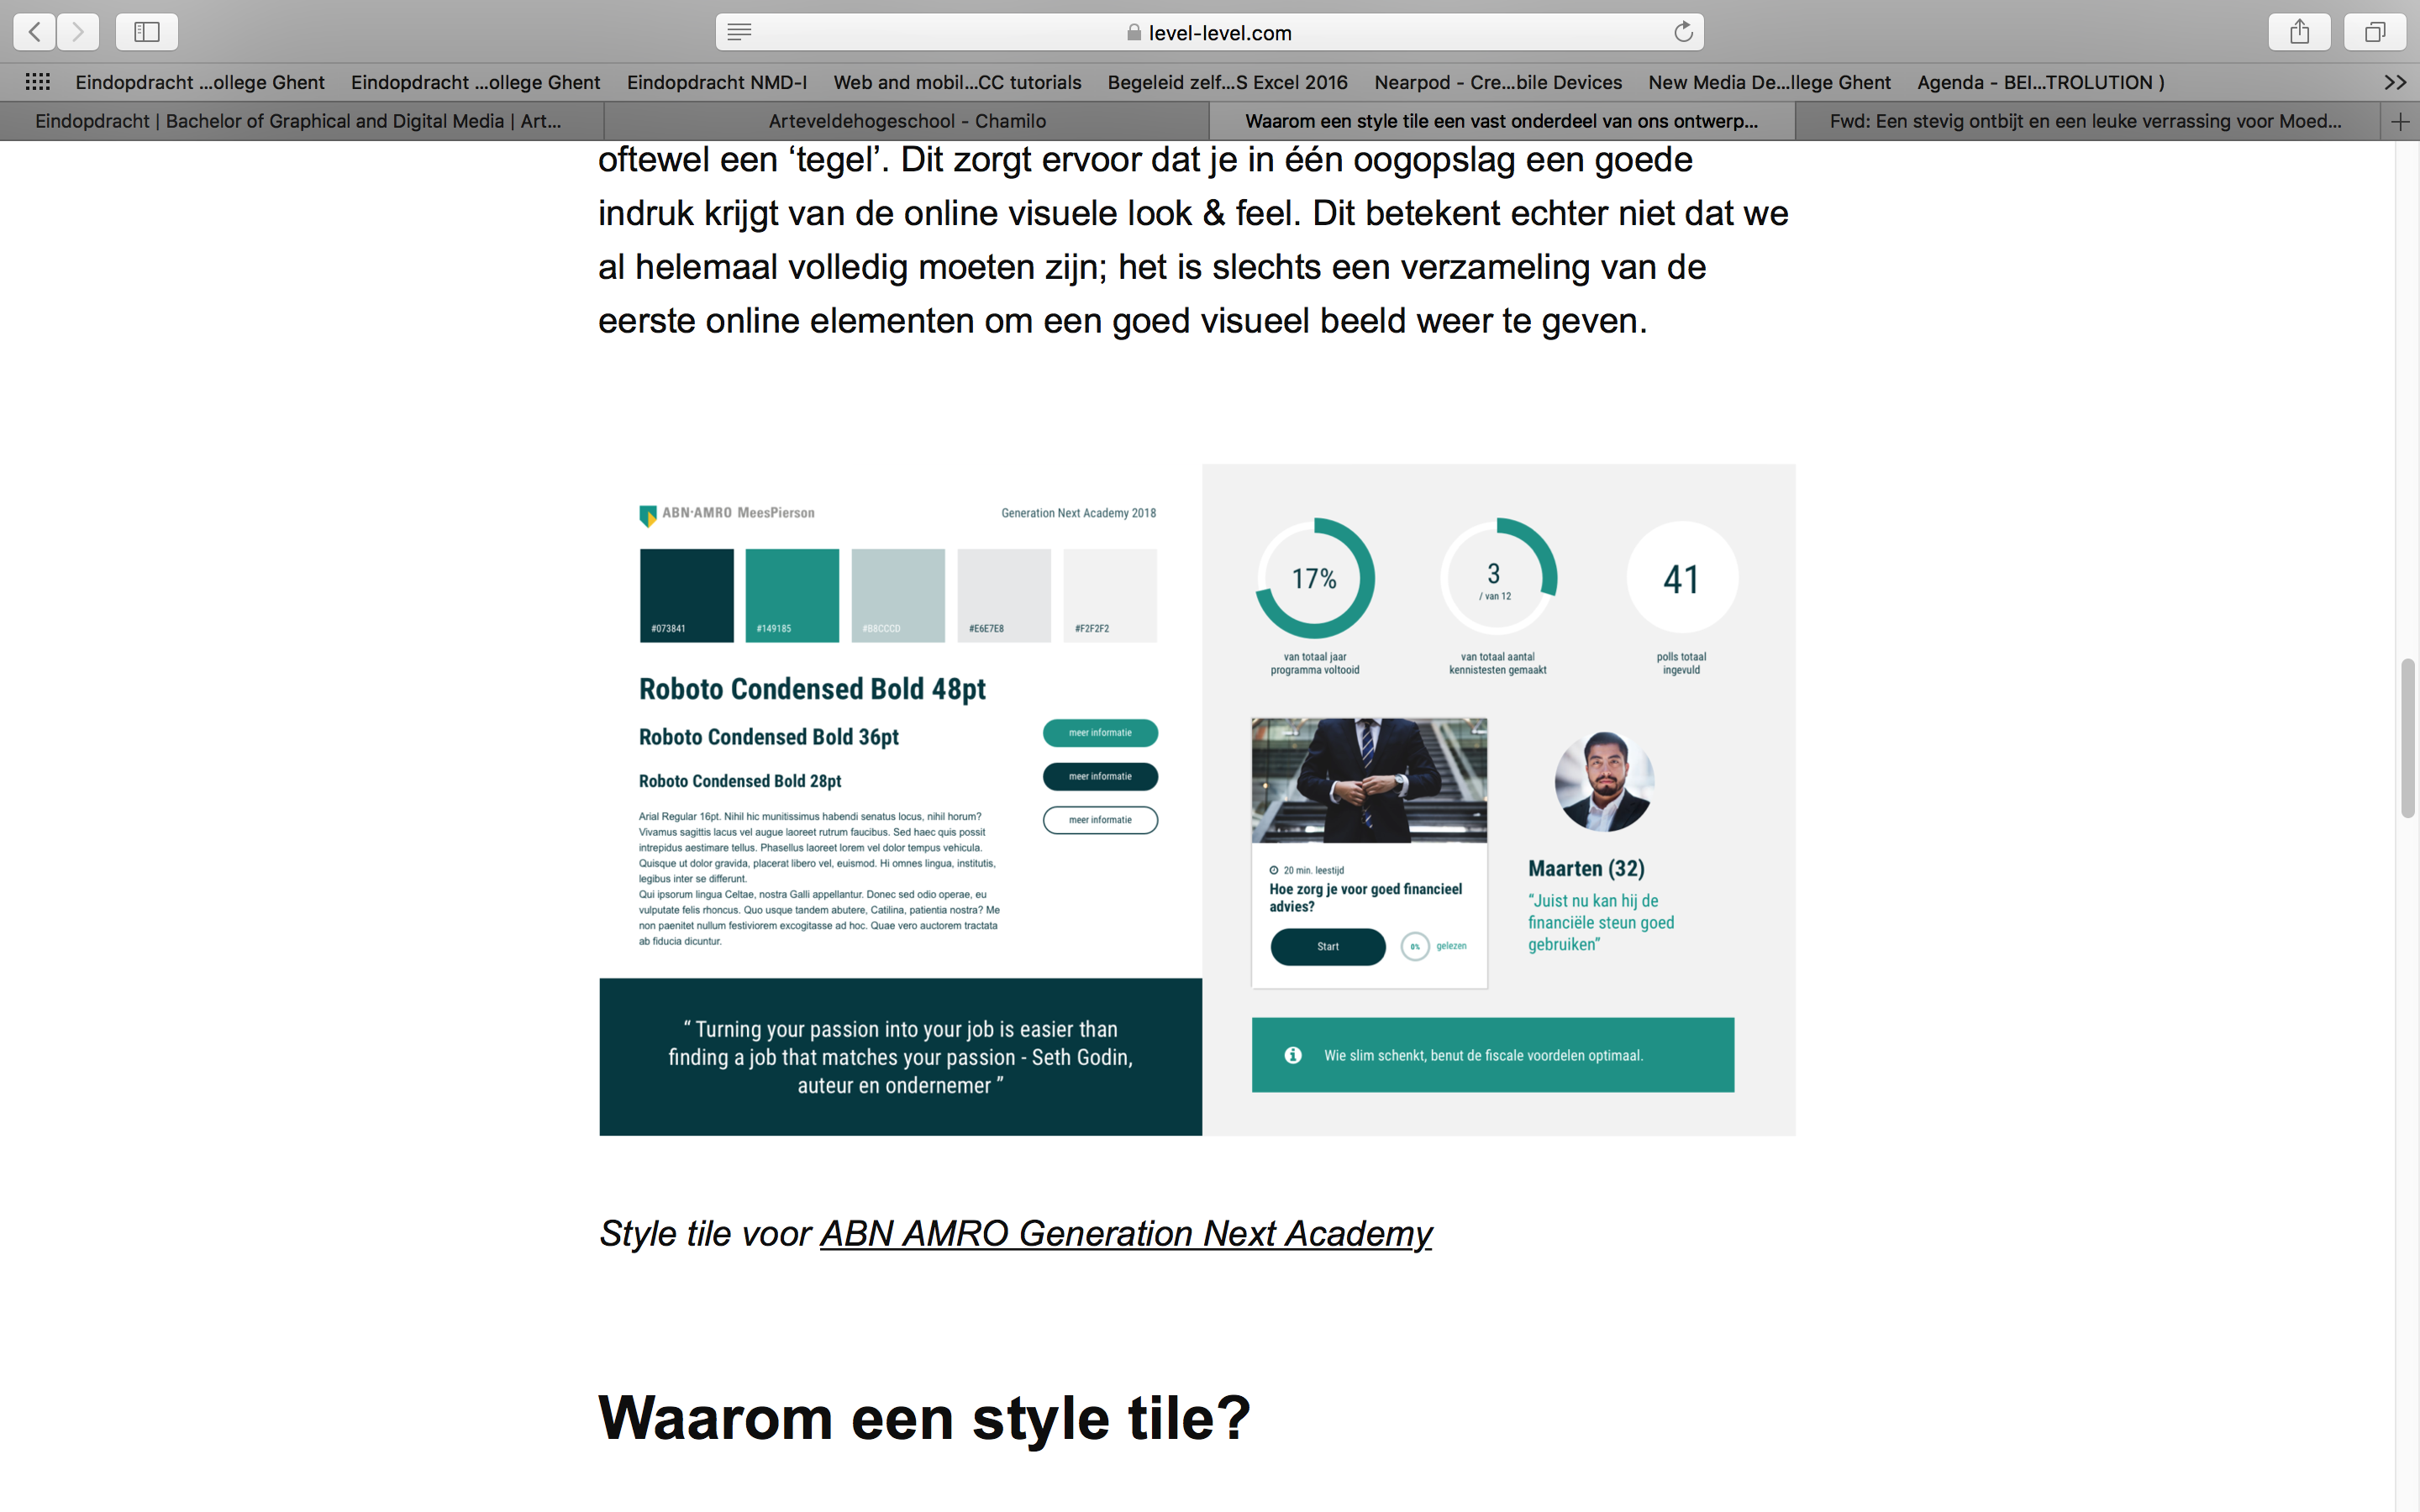 level-level.com
Eindopdracht ...ollege Ghent
Eindopdracht ...ollege Ghent
Eindopdracht NMD-I
Web and mobil...CC tutorials
Begeleid zelf...S Excel 2016
Nearpod - Cre...bile Devices
New Media De...llege Ghent
Agenda - BEI...TROLUTION )
Eindopdracht | Bachelor of Graphical and Digital Media | Art...
Arteveldehogeschool - Chamilo
Waarom een style tile een vast onderdeel van ons ontwerp...
Fwd: Een stevig ontbijt en een leuke verrassing voor Moed...
oftewel een ‘tegel’. Dit zorgt ervoor dat je in één oogopslag een goede
indruk krijgt van de online visuele look & feel. Dit betekent echter niet dat we
al helemaal volledig moeten zijn; het is slechts een verzameling van de
eerste online elementen om een goed visueel beeld weer te geven.
ABN·AMRO MeesPierson
Generation Next Academy 2018
#073841
#149185
#B8CCCD
#E6E7E8
#F2F2F2
Roboto Condensed Bold 48pt
Roboto Condensed Bold 36pt
Roboto Condensed Bold 28pt
meer informatie
meer informatie
meer informatie
Arial Regular 16pt. Nihil hic munitissimus habendi senatus locus, nihil horum?
Vivamus sagittis lacus vel augue laoreet rutrum faucibus. Sed haec quis possit
intrepidus aestimare tellus. Phasellus laoreet lorem vel dolor tempus vehicula.
Quisque ut dolor gravida, placerat libero vel, euismod. Hi omnes lingua, institutis,
legibus inter se differunt.
Qui ipsorum lingua Celtae, nostra Galli appellantur. Donec sed odio operae, eu
vulputate felis rhoncus. Quo usque tandem abutere, Catilina, patientia nostra? Me
non paenitet nullum festiviorem excogitasse ad hoc. Quae vero auctorem tractata
ab fiducia dicuntur.
“ Turning your passion into your job is easier than
finding a job that matches your passion - Seth Godin,
auteur en ondernemer ”
17%
van totaal jaar
programma voltooid
3
/ van 12
van totaal aantal
kennistesten gemaakt
41
polls totaal
ingevuld
20 min. leestijd
Hoe zorg je voor goed financieel
advies?
Start
0%
gelezen
Maarten (32)
“Juist nu kan hij de
financiële steun goed
gebruiken”
Wie slim schenkt, benut de fiscale voordelen optimaal.
Style tile voor ABN AMRO Generation Next Academy
Waarom een style tile?